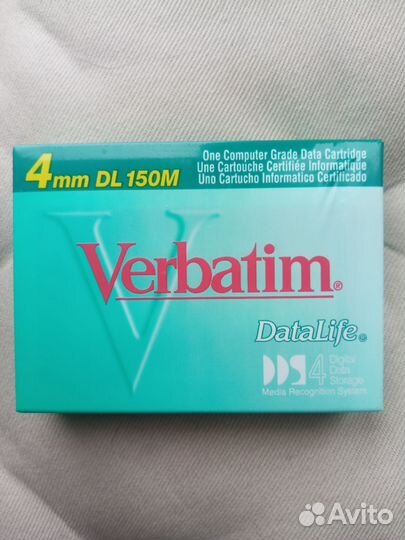 4mm DL 150M
One Computer Grade Data Cartridge
Une Cartouche Certifiée Informatique
Uno Cartucho Informatico Certificado
V
Verbatim®
DataLife®
DDS4 Digital
Data
Storage
Media Recognition System
Avito